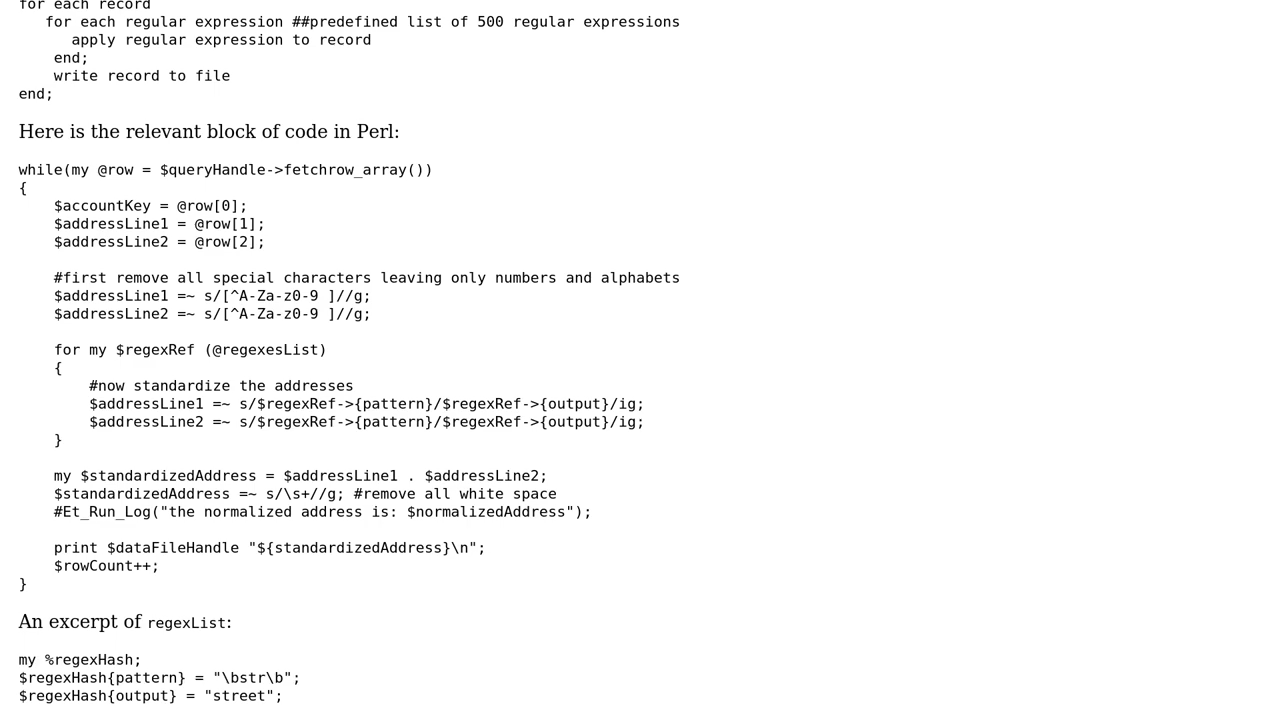 for each record
   for each regular expression ##predefined list of 500 regular expressions
      apply regular expression to record
    end;
    write record to file
end;
Here is the relevant block of code in Perl:
while(my @row = $queryHandle->fetchrow_array())
{
    $accountKey = @row[0];
    $addressLine1 = @row[1];
    $addressLine2 = @row[2];
    #first remove all special characters leaving only numbers and alphabets
    $addressLine1 =~ s/[^A-Za-z0-9 ]//g;
    $addressLine2 =~ s/[^A-Za-z0-9 ]//g;
    for my $regexRef (@regexesList)
    {
        #now standardize the addresses
        $addressLine1 =~ s/$regexRef->{pattern}/$regexRef->{output}/ig;
        $addressLine2 =~ s/$regexRef->{pattern}/$regexRef->{output}/ig;
    }
    my $standardizedAddress = $addressLine1 . $addressLine2;
    $standardizedAddress =~ s/\s+//g; #remove all white space
    #Et_Run_Log("the normalized address is: $normalizedAddress");
    print $dataFileHandle "${standardizedAddress}\n";
    $rowCount++;
}
An excerpt of regexList:
my %regexHash;
$regexHash{pattern} = "\bstr\b";
$regexHash{output} = "street";